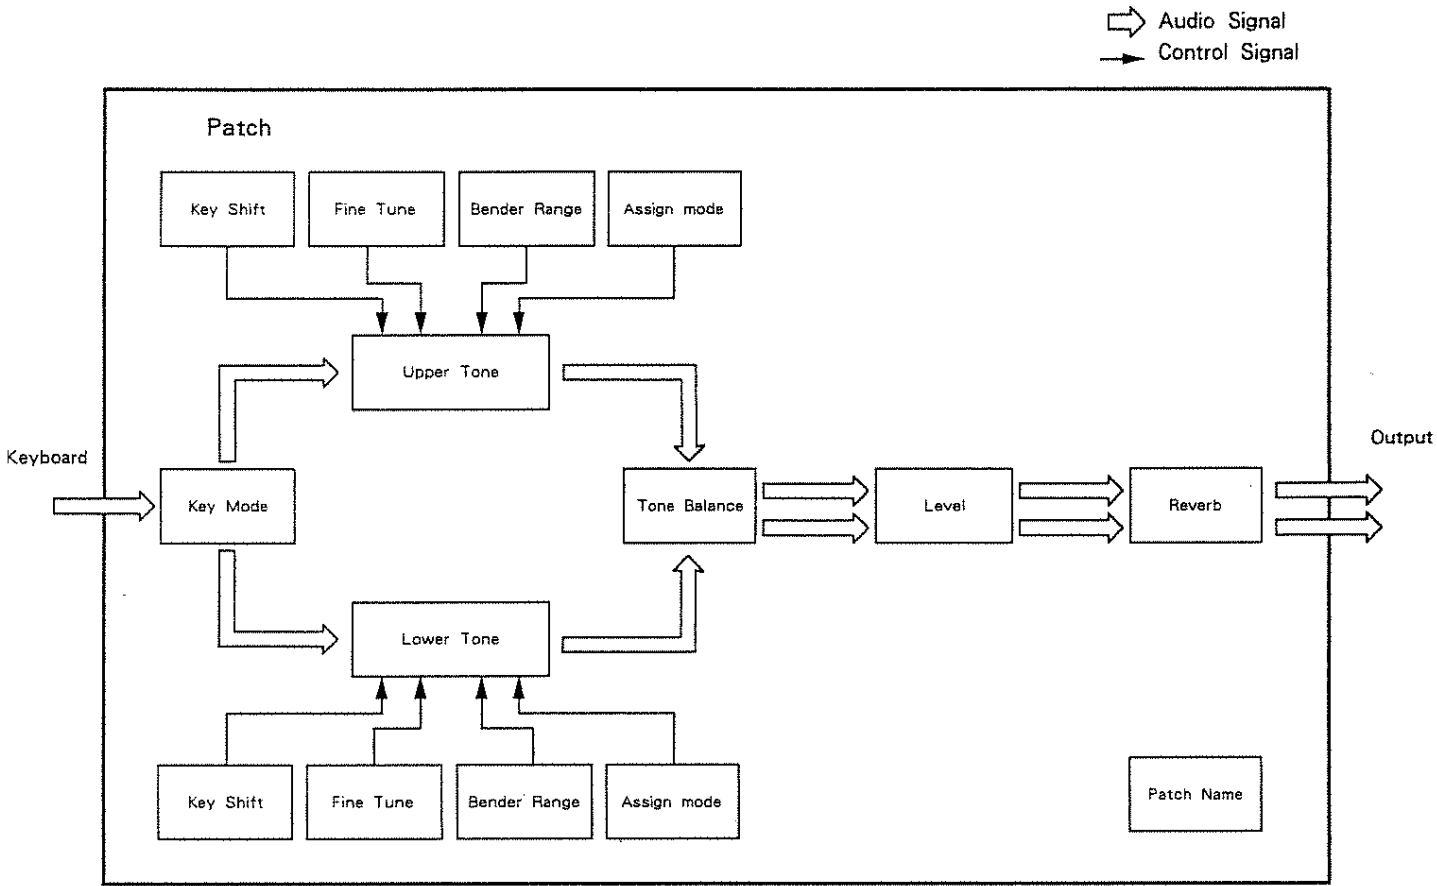 Audio Signal
Control Signal
Patch
Key Shift
Fine Tune
Bender Range
Assign mode
Upper Tone
Keyboard
Output
Key Mode
Tone Balance
Level
Reverb
Lower Tone
Key Shift
Fine Tune
Bender Range
Assign mode
Patch Name